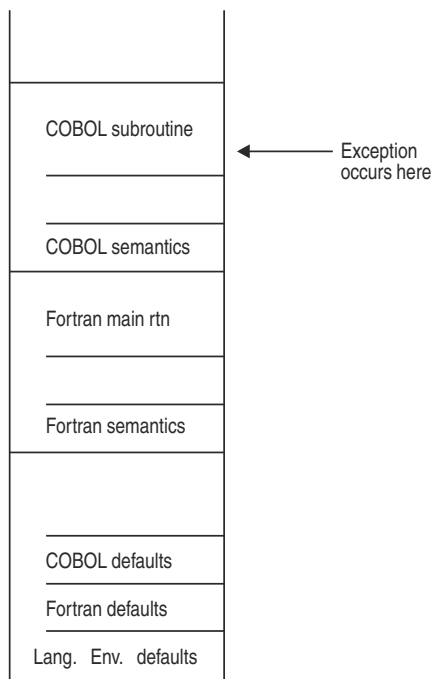 COBOL subroutine
Exception
occurs here
COBOL semantics
Fortran main rtn
Fortran semantics
COBOL defaults
Fortran defaults
Lang. Env. defaults